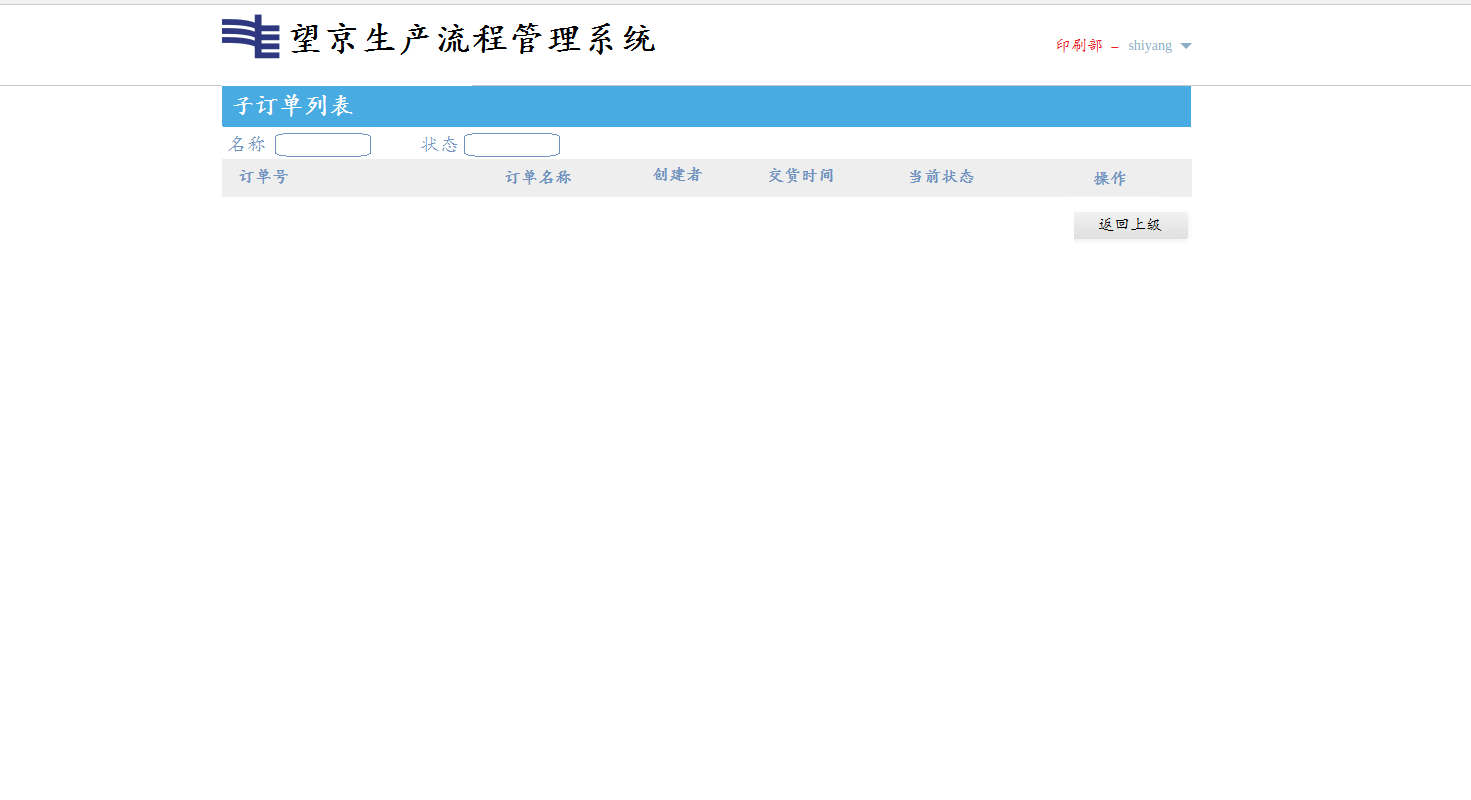 望京生产流程管理系统
印刷部 – shiyang
子订单列表
名称 状态
订单号 订单名称 创建者 交货时间 当前状态 操作
返回上级